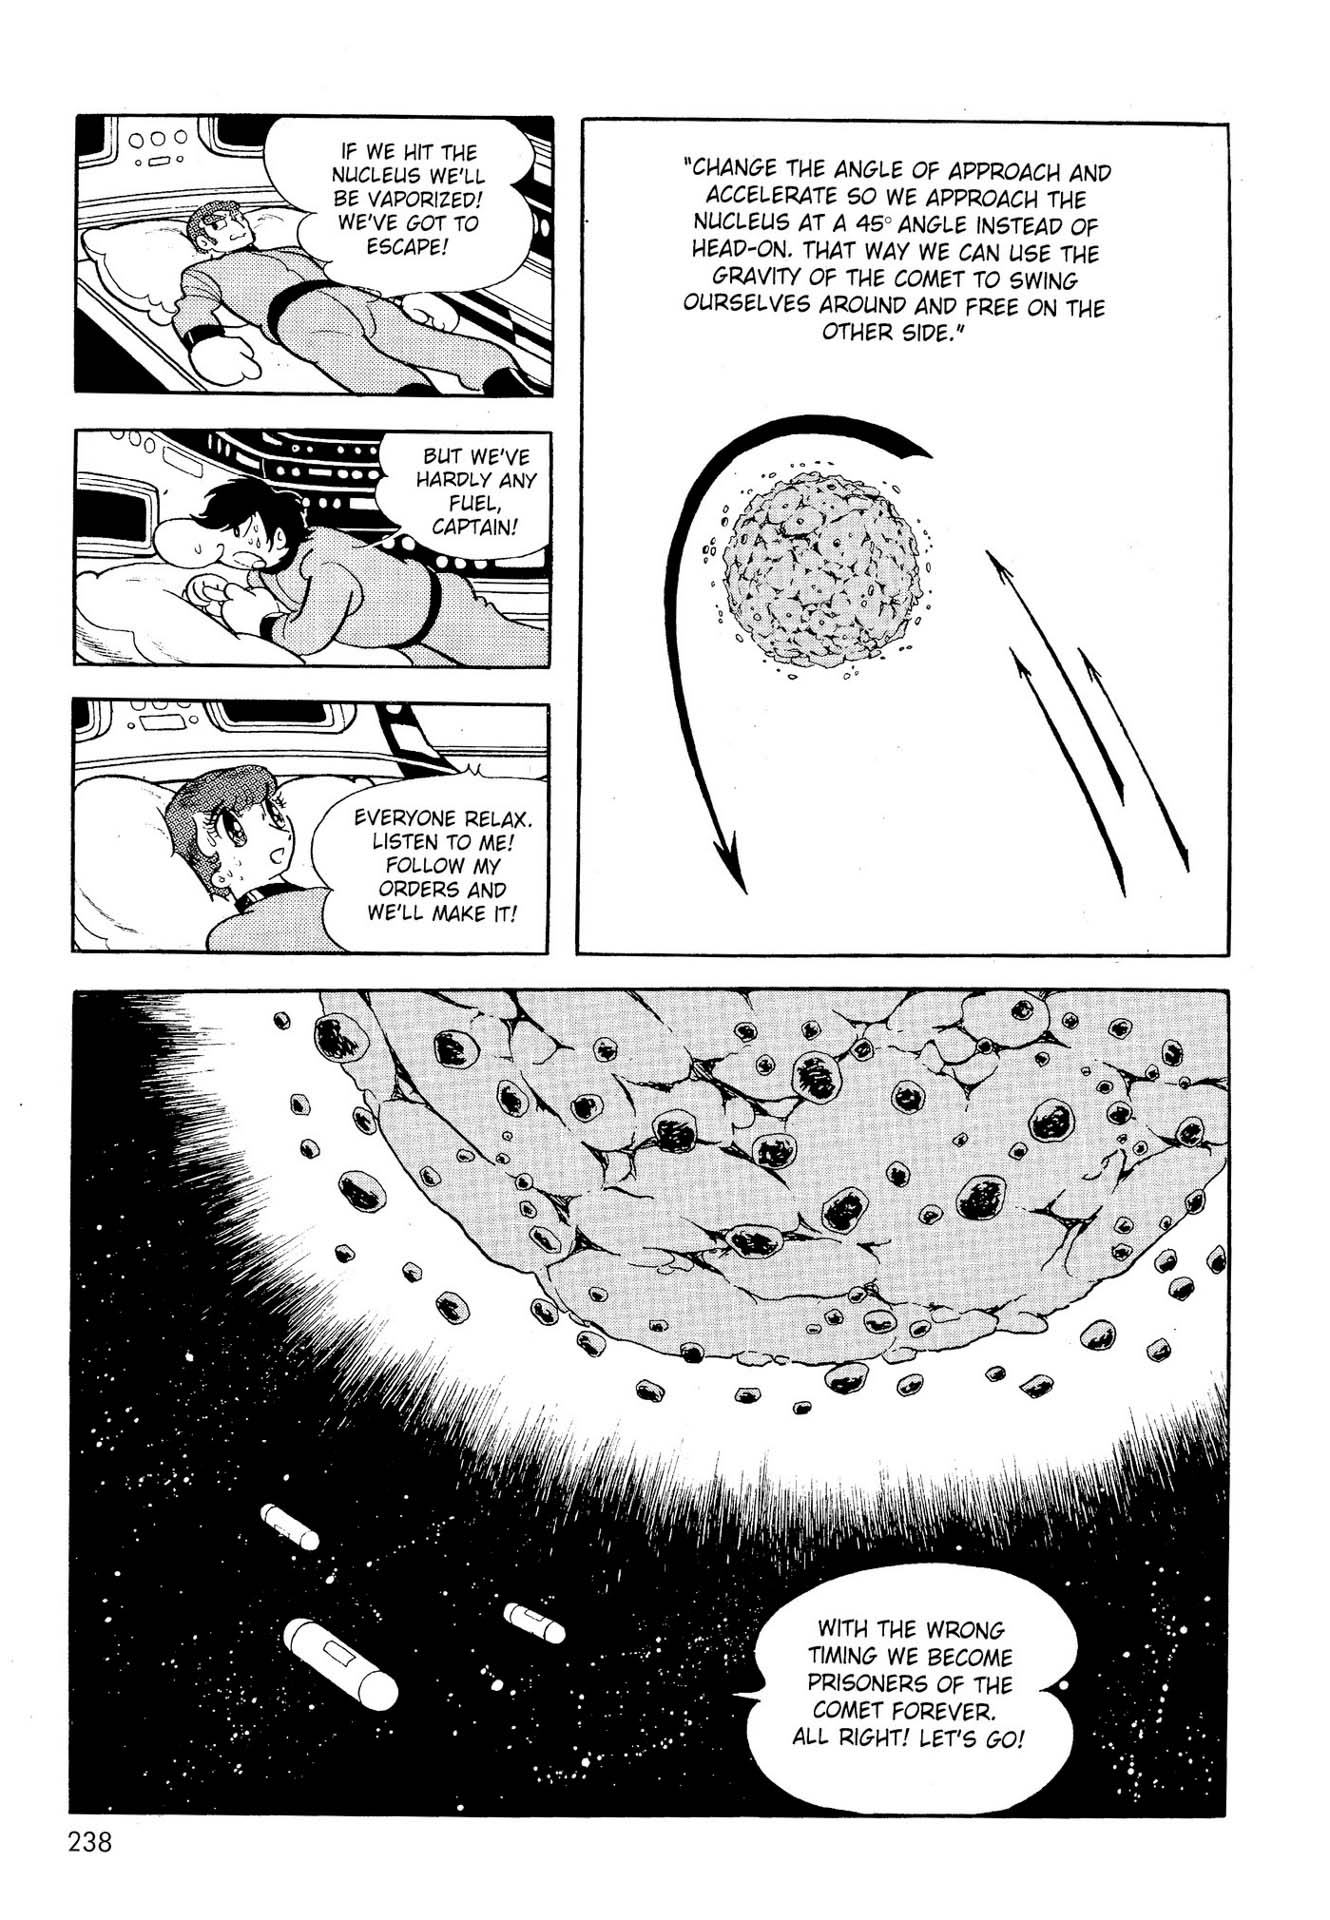 IF WE HIT THE
NUCLEUS WE'LL
BE VAPORIZED!
WE'VE GOT TO
ESCAPE!
BUT WE'VE
HARDLY ANY
FUEL,
CAPTAIN!
EVERYONE RELAX.
LISTEN TO ME!
FOLLOW MY
ORDERS AND
WE'LL MAKE IT!
"CHANGE THE ANGLE OF APPROACH AND
ACCELERATE SO WE APPROACH THE
NUCLEUS AT A 45° ANGLE INSTEAD OF
HEAD-ON. THAT WAY WE CAN USE THE
GRAVITY OF THE COMET TO SWING
OURSELVES AROUND AND FREE ON THE
OTHER SIDE."
WITH THE WRONG
TIMING WE BECOME
PRISONERS OF THE
COMET FOREVER.
ALL RIGHT! LET'S GO!
238